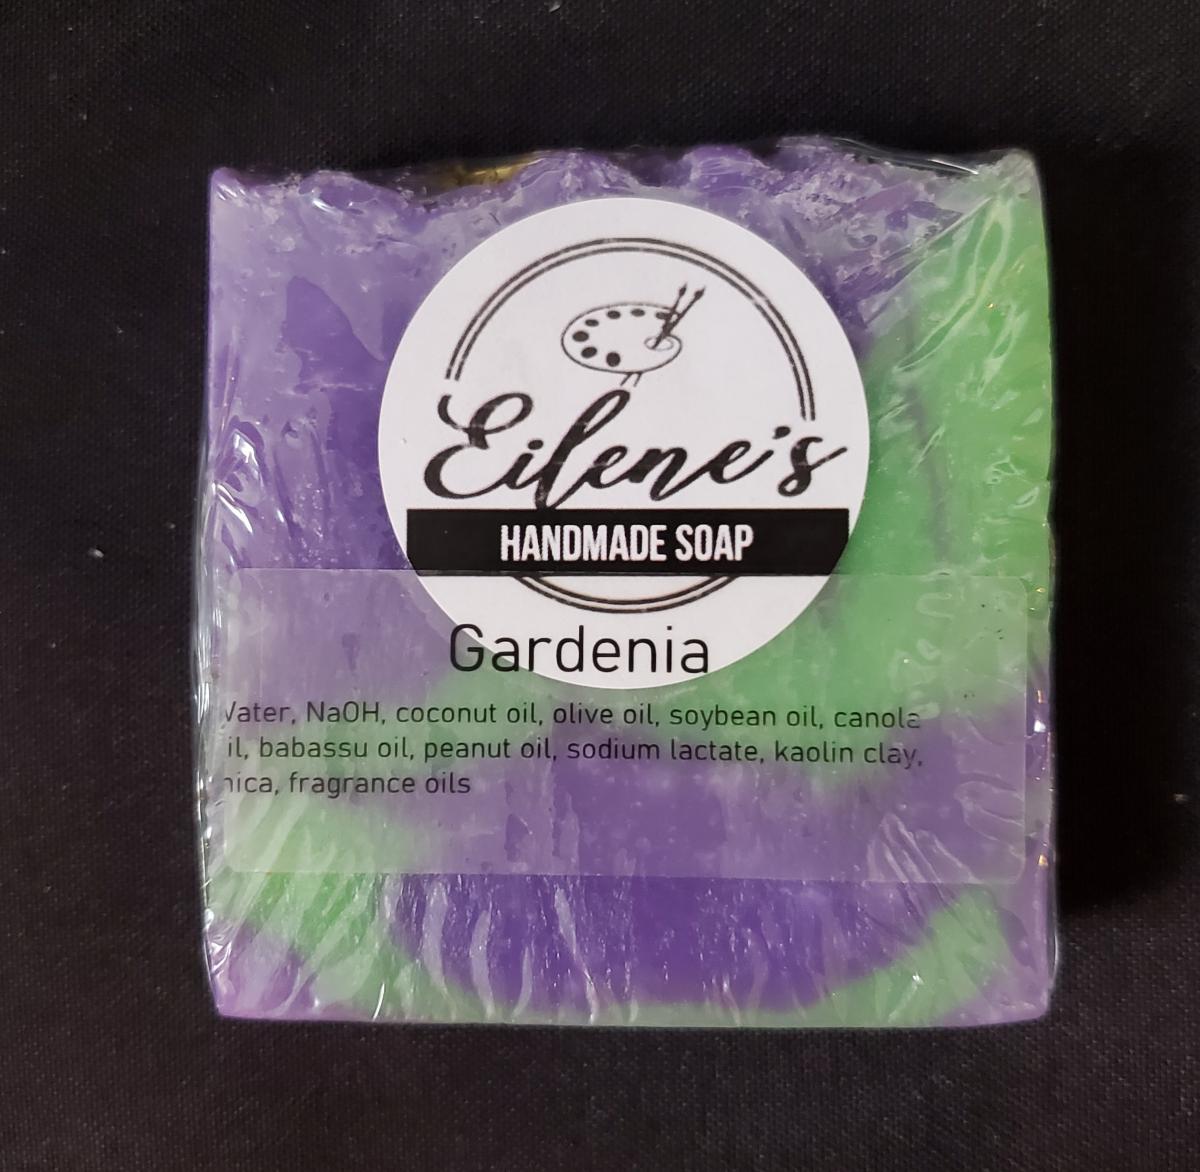 Eilene's
HANDMADE SOAP
Gardenia
Vater, NaOH, coconut oil, olive oil, soybean oil, canola
il, babassu oil, peanut oil, sodium lactate, kaolin clay,
nica, fragrance oils